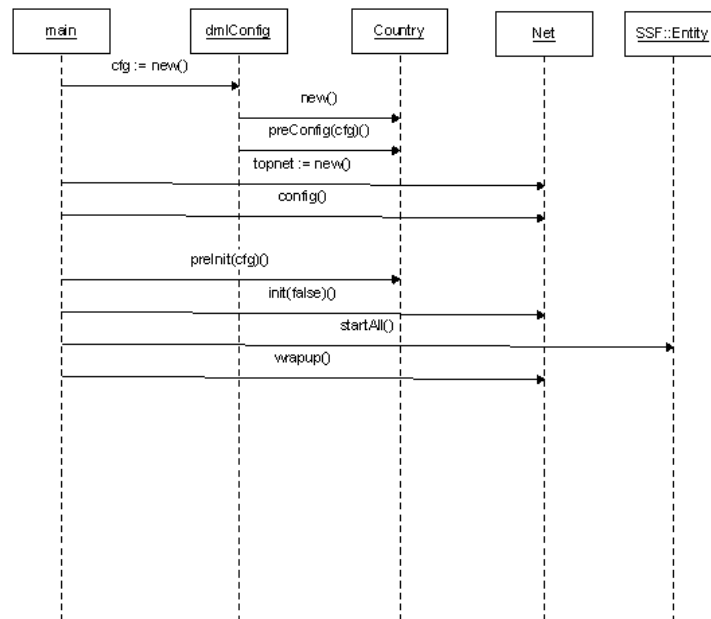 main
dmlConfig
Country
Net
SSF::Entity
cfg := new()
new()
preConfig(cfg)()
topnet := new()
config()
preInit(cfg)()
init(false)()
startAll()
wrapup()